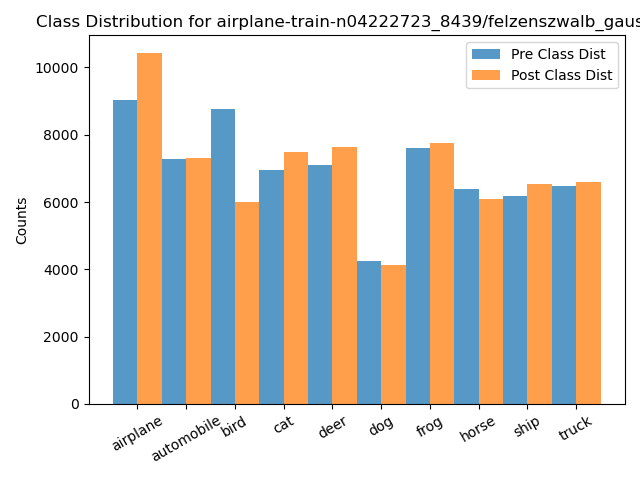 Class Distribution for airplane-train-n04222723_8439/felzenszwalb_gaus
Pre Class Dist
Post Class Dist
Counts
10000
8000
6000
4000
2000
0
airplane
automobile
bird
cat
deer
dog
frog
horse
ship
truck